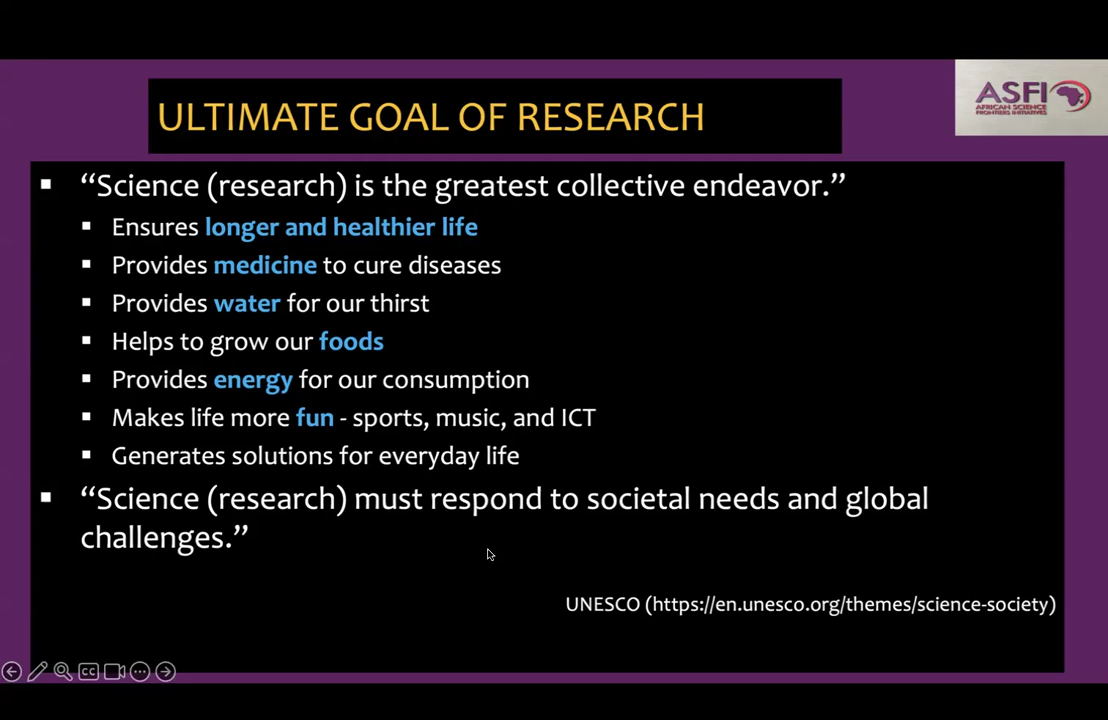 ASFI
AFRICAN SCIENCE
FRONTIERS INITIATIVES
ULTIMATE GOAL OF RESEARCH
▪ “Science (research) is the greatest collective endeavor.”
▪ Ensures longer and healthier life
▪ Provides medicine to cure diseases
▪ Provides water for our thirst
▪ Helps to grow our foods
▪ Provides energy for our consumption
▪ Makes life more fun - sports, music, and ICT
▪ Generates solutions for everyday life
▪ “Science (research) must respond to societal needs and global
challenges.”
UNESCO (https://en.unesco.org/themes/science-society)
CC